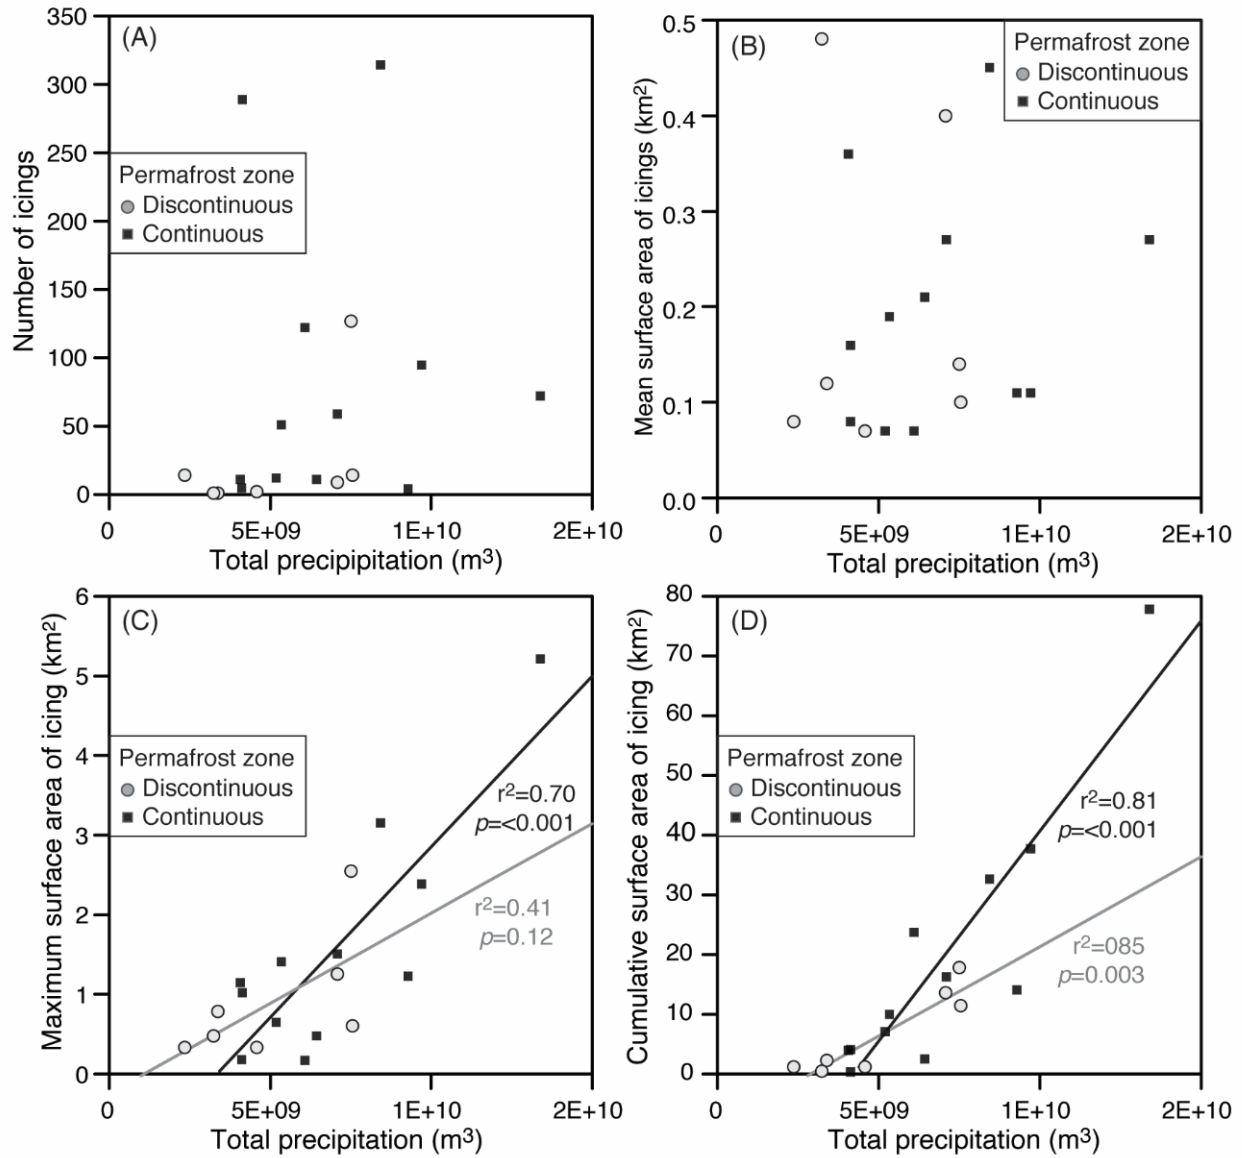 (A)
Number of icings
350
300
250
200
150
100
50
0
Permafrost zone
Discontinuous
Continuous
0
5E+09
1E+10
2E+10
Total precipipitation (m³)
(B)
Mean surface area of icings (km²)
0.5
0.4
0.3
0.2
0.1
0.0
Permafrost zone
Discontinuous
Continuous
0
5E+09
1E+10
2E+10
Total precipitation (m³)
(C)
Maximum surface area of icing (km²)
6
5
4
3
2
1
0
Permafrost zone
Discontinuous
Continuous
r²=0.70
p=<0.001
r²=0.41
p=0.12
0
5E+09
1E+10
2E+10
Total precipitation (m³)
(D)
Cumulative surface area of icing (km²)
80
70
60
50
40
30
20
10
0
Permafrost zone
Discontinuous
Continuous
r²=0.81
p=<0.001
r²=085
p=0.003
0
5E+09
1E+10
2E+10
Total precipitation (m³)